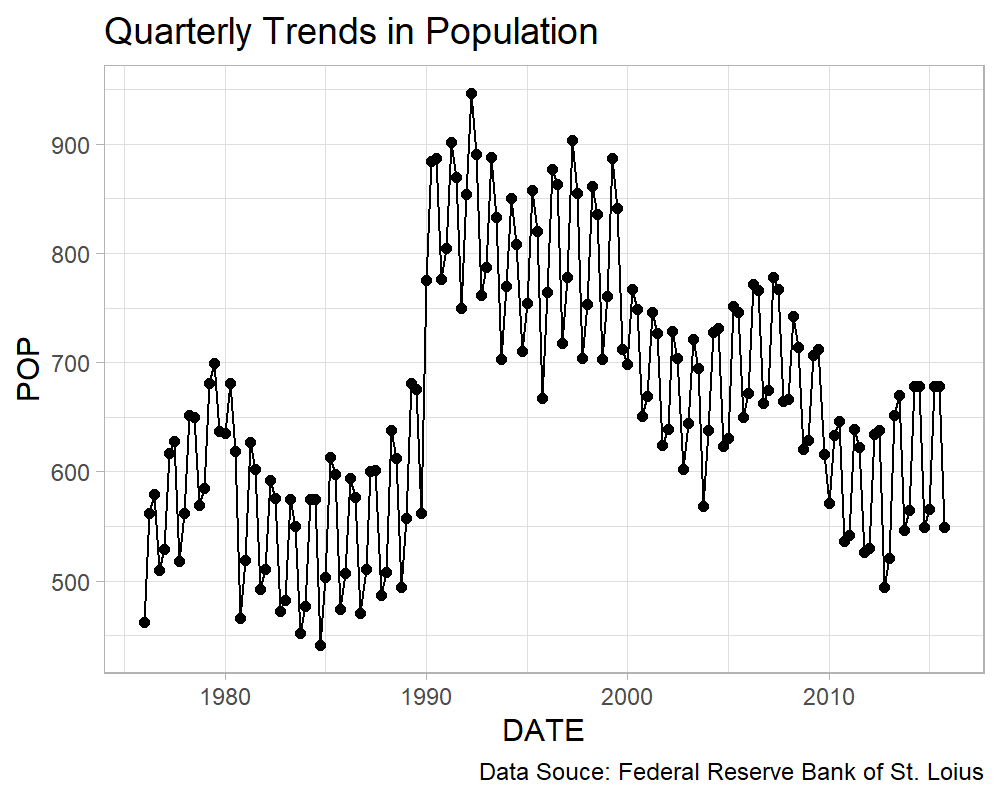 Quarterly Trends in Population
POP
900
800
700
600
500
1980 1990 2000 2010
DATE
Data Souce: Federal Reserve Bank of St. Loius